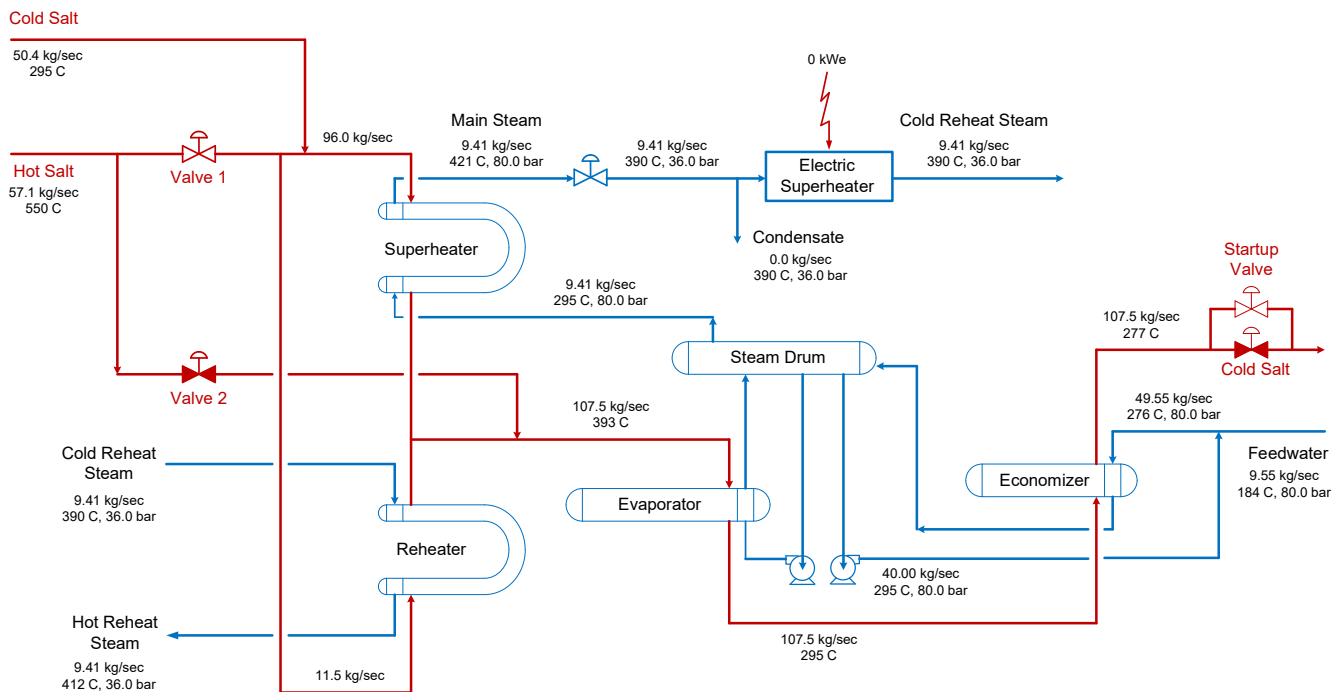 Cold Salt
50.4 kg/sec
295 C
Hot Salt
57.1 kg/sec
550 C
Valve 1
96.0 kg/sec
Main Steam
9.41 kg/sec
421 C, 80.0 bar
9.41 kg/sec
390 C, 36.0 bar
0 kWe
Electric
Superheater
Cold Reheat Steam
9.41 kg/sec
390 C, 36.0 bar
Superheater
Condensate
0.0 kg/sec
390 C, 36.0 bar
9.41 kg/sec
295 C, 80.0 bar
Startup
Valve
107.5 kg/sec
277 C
Cold Salt
Steam Drum
Valve 2
107.5 kg/sec
393 C
49.55 kg/sec
276 C, 80.0 bar
Feedwater
9.55 kg/sec
184 C, 80.0 bar
Cold Reheat
Steam
9.41 kg/sec
390 C, 36.0 bar
Evaporator
Economizer
Reheater
40.00 kg/sec
295 C, 80.0 bar
Hot Reheat
Steam
9.41 kg/sec
412 C, 36.0 bar
11.5 kg/sec
107.5 kg/sec
295 C